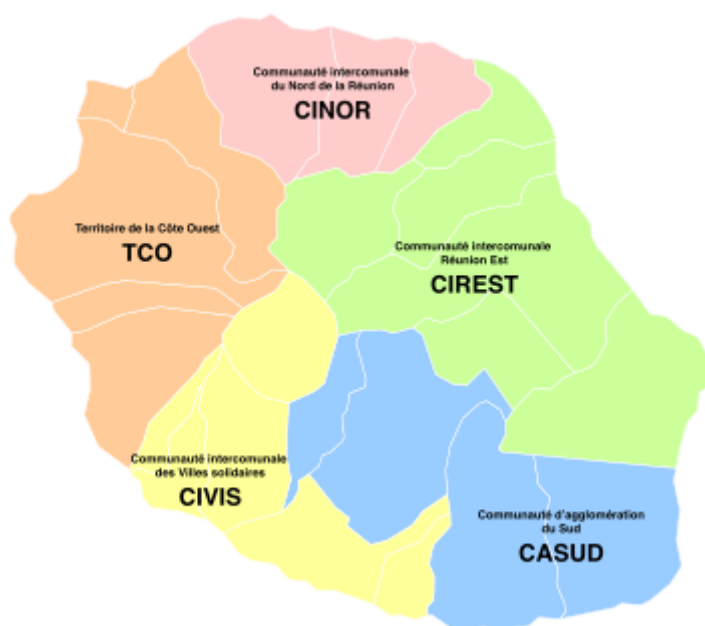 Communauté intercomunale
du Nord de la Réunion
CINOR
Territoire de la Côte Ouest
TCO
Communauté intercomunale
Réunion Est
CIREST
Communauté intercomunale
des Villes solidaires
CIVIS
Communauté d'agglomération
du Sud
CASUD